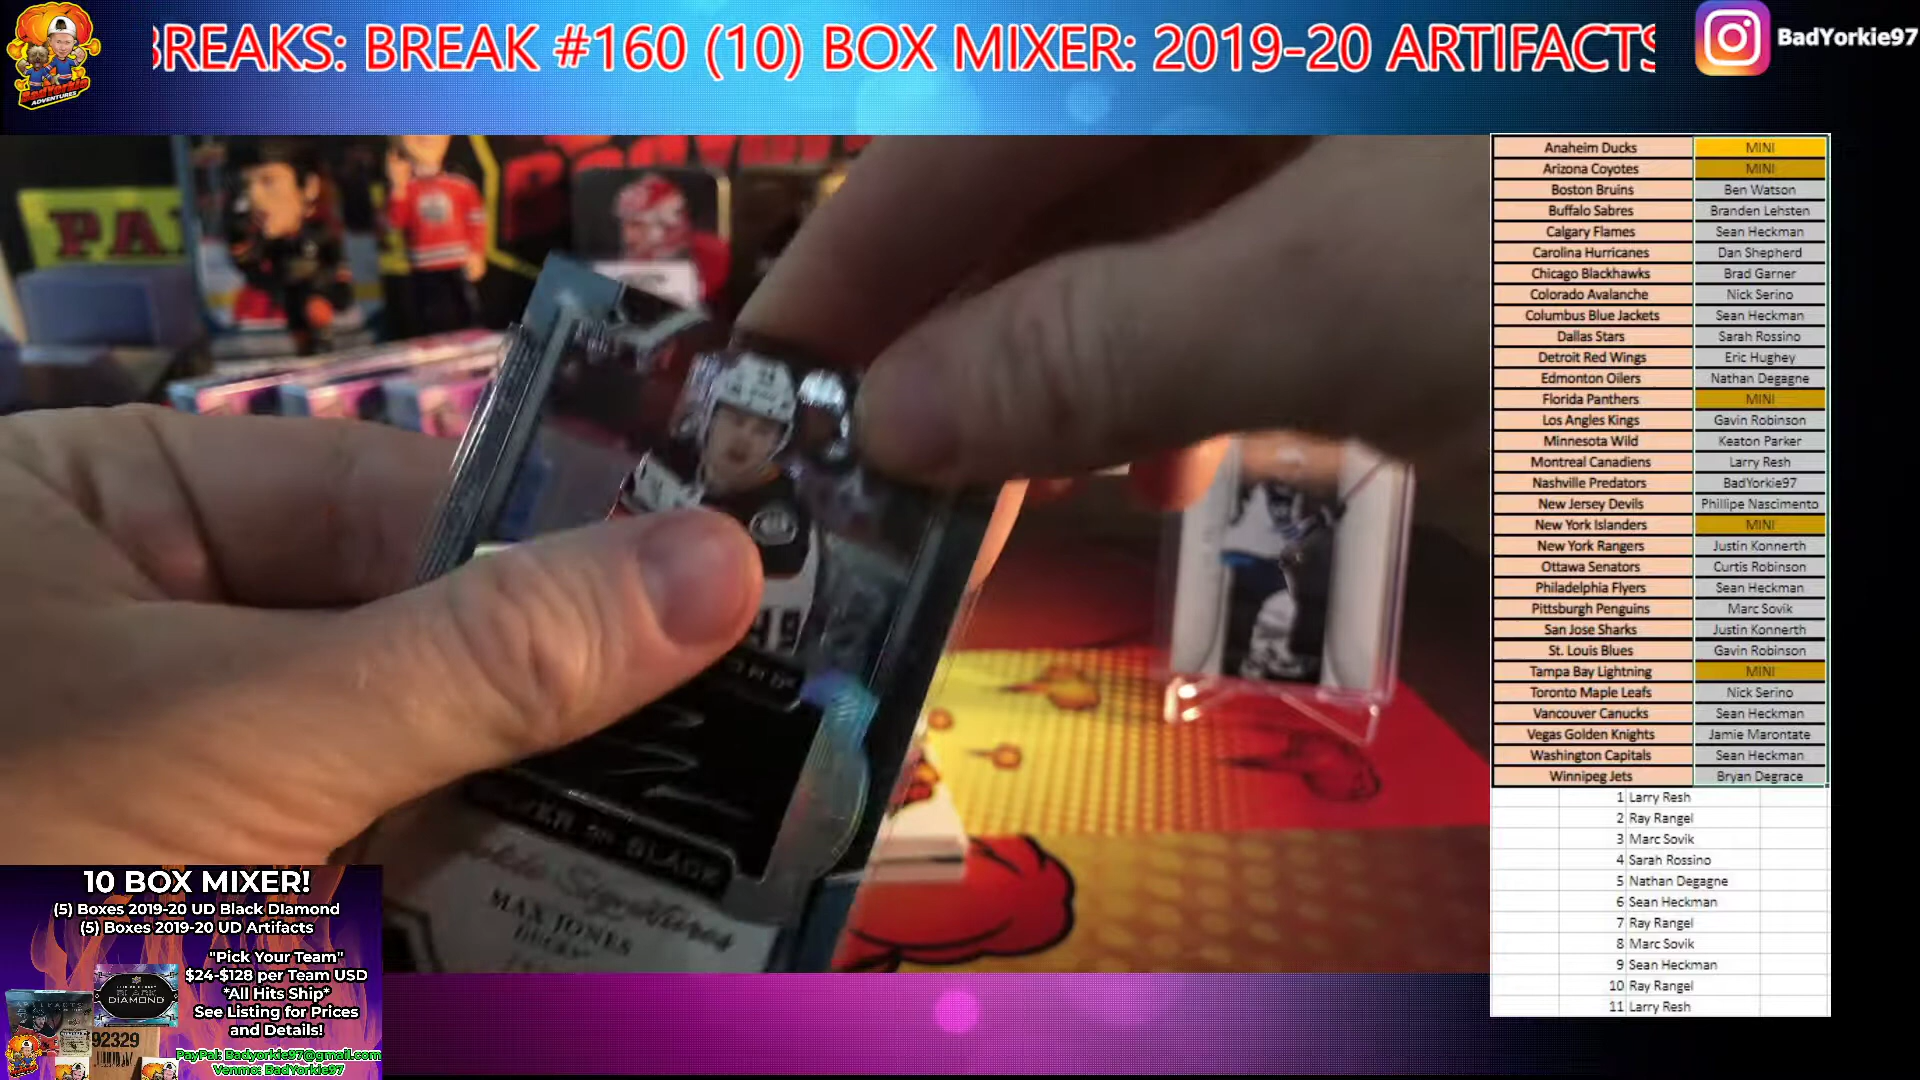 BREAKS: BREAK #160 (10) BOX MIXER: 2019-20 ARTIFACTS
BadYorkie97
BadYorkie
ADVENTURES
PA
49
SILVER ON BLACK
MAX JONES
DUCKS
Anaheim Ducks MINI
Arizona Coyotes MINI
Boston Bruins Ben Watson
Buffalo Sabres Branden Lehsten
Calgary Flames Sean Heckman
Carolina Hurricanes Dan Shepherd
Chicago Blackhawks Brad Garner
Colorado Avalanche Nick Serino
Columbus Blue Jackets Sean Heckman
Dallas Stars Sarah Rossino
Detroit Red Wings Eric Hughey
Edmonton Oilers Nathan Degagne
Florida Panthers MINI
Los Angles Kings Gavin Robinson
Minnesota Wild Keaton Parker
Montreal Canadiens Larry Resh
Nashville Predators BadYorkie97
New Jersey Devils Phillipe Nascimento
New York Islanders MINI
New York Rangers Justin Konnerth
Ottawa Senators Curtis Robinson
Philadelphia Flyers Sean Heckman
Pittsburgh Penguins Marc Sovik
San Jose Sharks Justin Konnerth
St. Louis Blues Gavin Robinson
Tampa Bay Lightning MINI
Toronto Maple Leafs Nick Serino
Vancouver Canucks Sean Heckman
Vegas Golden Knights Jamie Marontate
Washington Capitals Sean Heckman
Winnipeg Jets Bryan Degrace
1 Larry Resh
2 Ray Rangel
3 Marc Sovik
4 Sarah Rossino
5 Nathan Degagne
6 Sean Heckman
7 Ray Rangel
8 Marc Sovik
9 Sean Heckman
10 Ray Rangel
11 Larry Resh
10 BOX MIXER!
(5) Boxes 2019-20 UD Black DIamond
(5) Boxes 2019-20 UD Artifacts
"Pick Your Team"
$24-$128 per Team USD
*All Hits Ship*
See Listing for Prices
and Details!
BLACK
DIAMOND
ARTIFACTS
92329
PayPal: Badyorkie97@gmail.com
Venmo: BadYorkie97